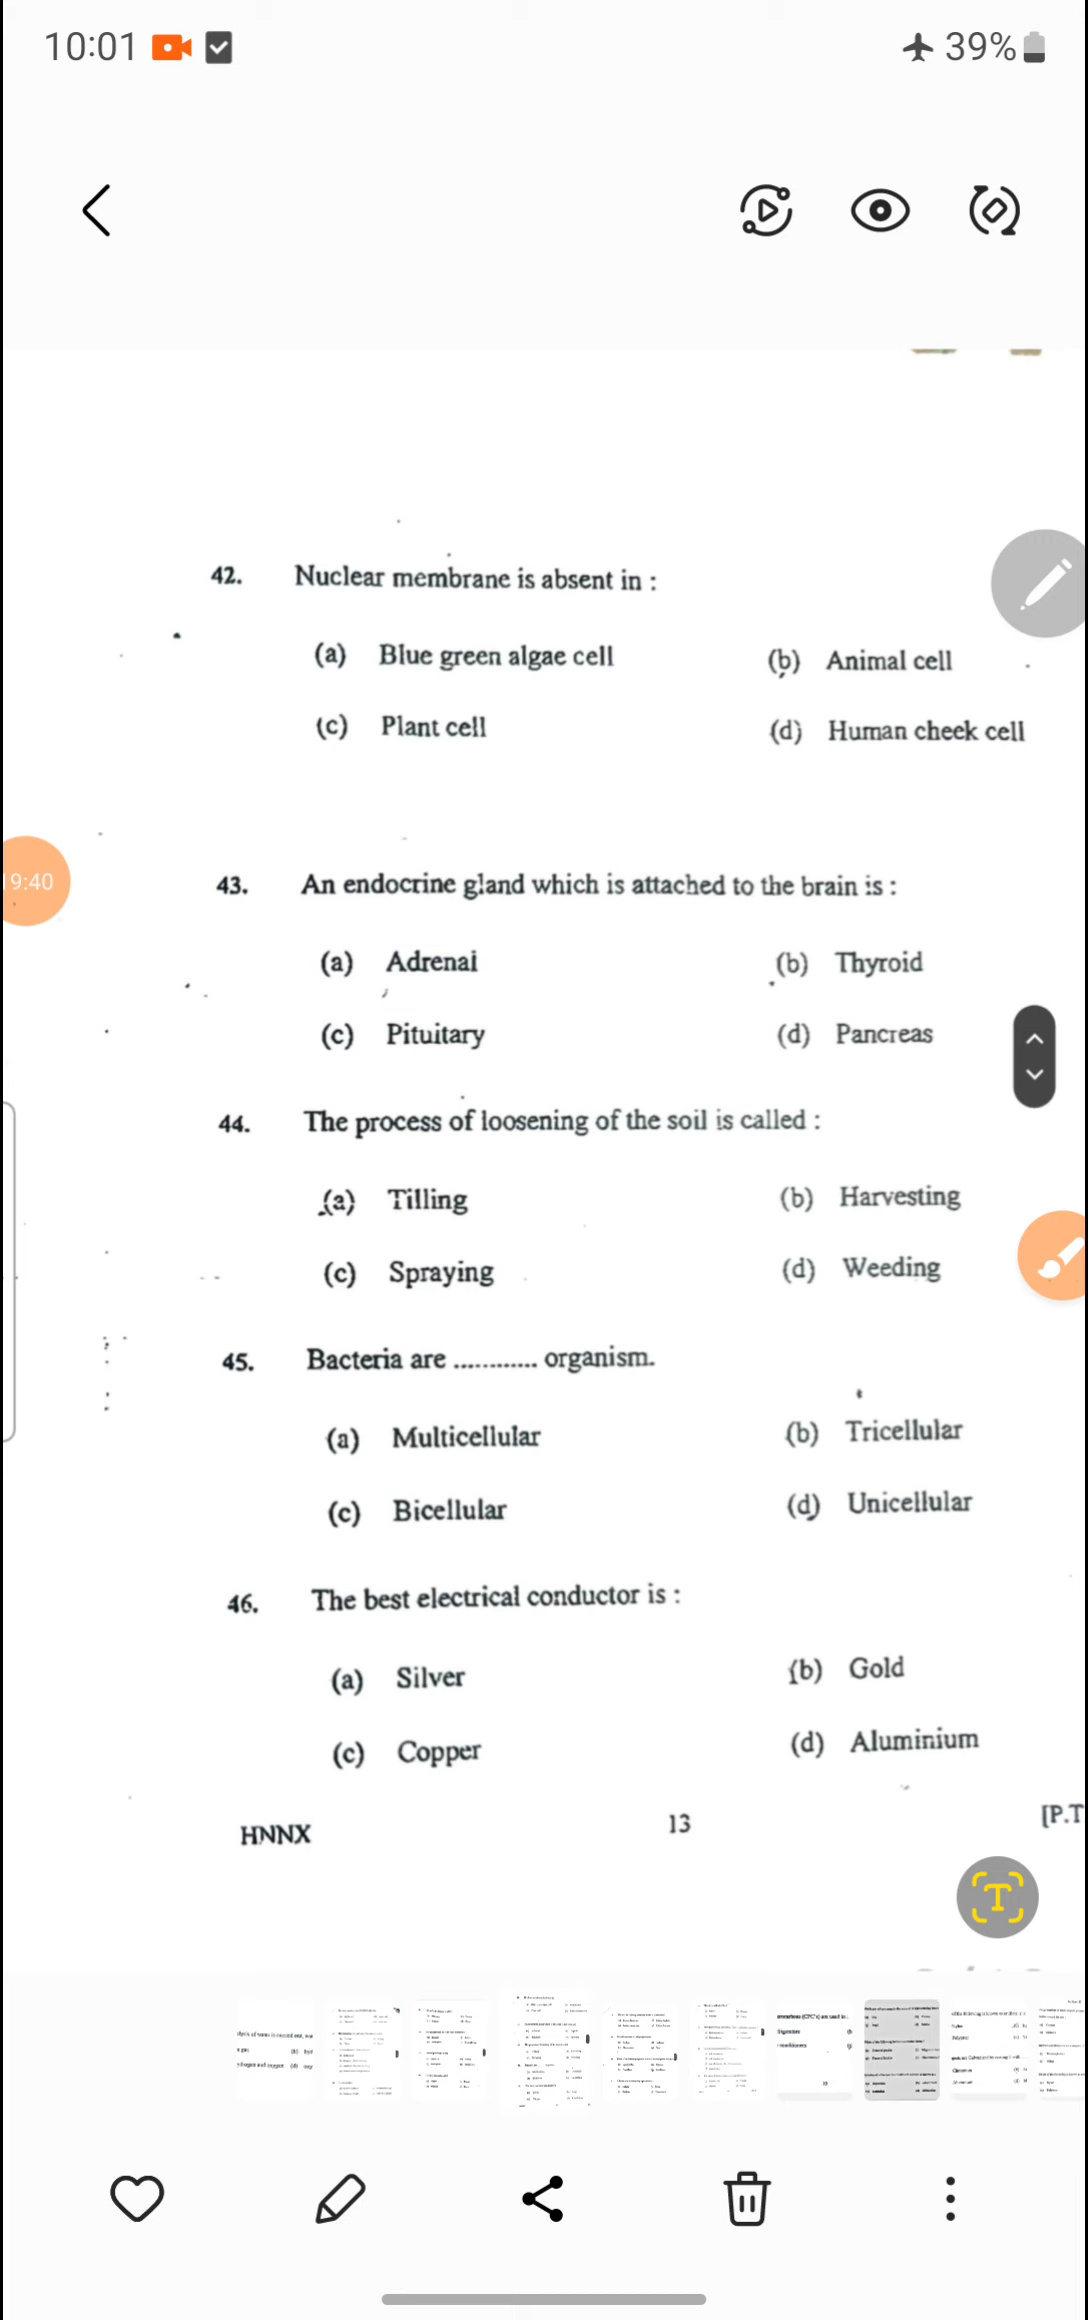 10:01
39%
42. Nuclear membrane is absent in :
(a) Blue green algae cell (b) Animal cell
(c) Plant cell (d) Human cheek cell
19:40
43. An endocrine gland which is attached to the brain is :
(a) Adrenal (b) Thyroid
(c) Pituitary (d) Pancreas
44. The process of loosening of the soil is called :
(a) Tilling (b) Harvesting
(c) Spraying (d) Weeding
45. Bacteria are ............ organism.
(a) Multicellular (b) Tricellular
(c) Bicellular (d) Unicellular
46. The best electrical conductor is :
(a) Silver (b) Gold
(c) Copper (d) Aluminium
HNNX 13 [P.T
T